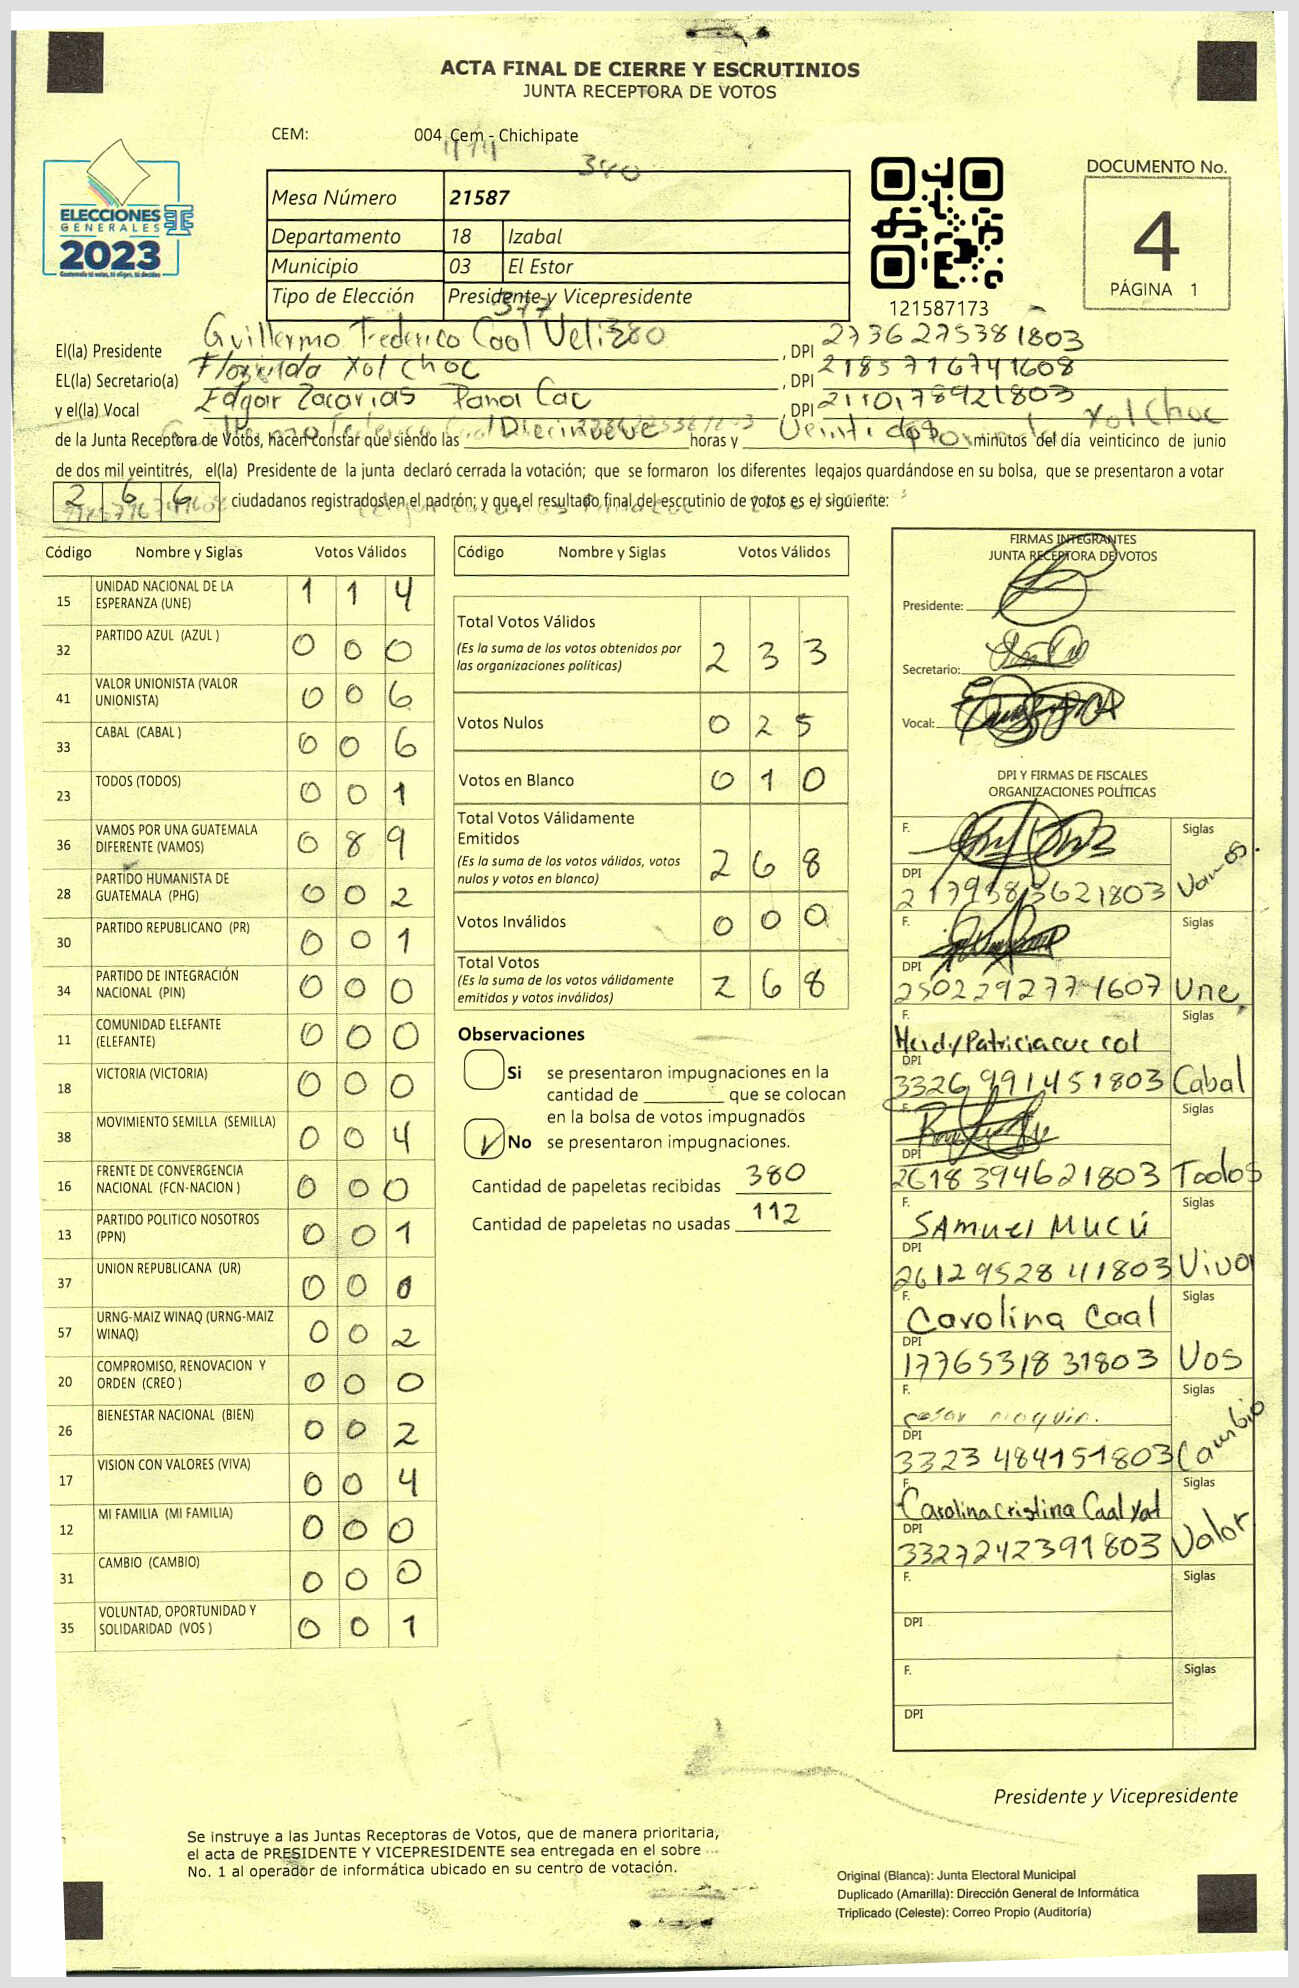 ACTA FINAL DE CIERRE Y ESCRUTINIOS
JUNTA RECEPTORA DE VOTOS
CEM: 004 Cem - Chichipate
340
ELECCIONES
GENERALES
2023
Mesa Número 21587
Departamento 18 Izabal
Municipio 03 El Estor
Tipo de Elección Presidente y Vicepresidente
121587173
DOCUMENTO No.
4
PÁGINA 1
El(la) Presidente Guillermo Federico Caal Veliz , DPI 2736275381803
EL(la) Secretario(a) Florinda Xol Choc , DPI 2185716741608
y el(la) Vocal Edgar Zacarias Pana Cac , DPI 2110178921803
de la Junta Receptora de Votos, hacen constar que siendo las Diecinueve horas y Veintidos minutos del día veinticinco de junio
de dos mil veintitrés, el(la) Presidente de la junta declaró cerrada la votación; que se formaron los diferentes legajos guardándose en su bolsa, que se presentaron a votar
2 6 6 ciudadanos registrados en el padrón; y que el resultado final del escrutinio de votos es el siguiente:
Código Nombre y Siglas Votos Válidos
15 UNIDAD NACIONAL DE LA ESPERANZA (UNE) 1 1 4
32 PARTIDO AZUL (AZUL ) 0 0 0
41 VALOR UNIONISTA (VALOR UNIONISTA) 0 0 6
33 CABAL (CABAL ) 0 0 6
23 TODOS (TODOS) 0 0 1
36 VAMOS POR UNA GUATEMALA DIFERENTE (VAMOS) 0 8 9
28 PARTIDO HUMANISTA DE GUATEMALA (PHG) 0 0 2
30 PARTIDO REPUBLICANO (PR) 0 0 1
34 PARTIDO DE INTEGRACIÓN NACIONAL (PIN) 0 0 0
11 COMUNIDAD ELEFANTE (ELEFANTE) 0 0 0
18 VICTORIA (VICTORIA) 0 0 0
38 MOVIMIENTO SEMILLA (SEMILLA) 0 0 4
16 FRENTE DE CONVERGENCIA NACIONAL (FCN-NACION ) 0 0 0
13 PARTIDO POLITICO NOSOTROS (PPN) 0 0 1
37 UNION REPUBLICANA (UR) 0 0 0
57 URNG-MAIZ WINAQ (URNG-MAIZ WINAQ) 0 0 2
20 COMPROMISO, RENOVACION Y ORDEN (CREO ) 0 0 0
26 BIENESTAR NACIONAL (BIEN) 0 0 2
17 VISION CON VALORES (VIVA) 0 0 4
12 MI FAMILIA (MI FAMILIA) 0 0 0
31 CAMBIO (CAMBIO) 0 0 0
35 VOLUNTAD, OPORTUNIDAD Y SOLIDARIDAD (VOS ) 0 0 1
Código Nombre y Siglas Votos Válidos
Total Votos Válidos
(Es la suma de los votos obtenidos por
las organizaciones políticas) 2 3 3
Votos Nulos 0 2 5
Votos en Blanco 0 1 0
Total Votos Válidamente
Emitidos
(Es la suma de los votos válidos, votos
nulos y votos en blanco) 2 6 8
Votos Inválidos 0 0 0
Total Votos
(Es la suma de los votos válidamente
emitidos y votos inválidos) 2 6 8
Observaciones
Si se presentaron impugnaciones en la
cantidad de ________ que se colocan
en la bolsa de votos impugnados
No se presentaron impugnaciones.
Cantidad de papeletas recibidas 380
Cantidad de papeletas no usadas 112
FIRMAS INTEGRANTES
JUNTA RECEPTORA DE VOTOS
Presidente:
Secretario:
Vocal:
DPI Y FIRMAS DE FISCALES
ORGANIZACIONES POLÍTICAS
F. Siglas
DPI 2179583621803 Vamos.
F. Siglas
DPI 2502292771607 Une.
F. Heidy Patricia cuc col Siglas
DPI 3326991451803 Cabal
F. Siglas
DPI 2618394621803 Todos
F. SAmuel Mucú Siglas
DPI 2612952841803 Viva
F. Carolina Caal Siglas
DPI 1776531831803 VOS
F. cesar maquin. Siglas
DPI 3323484151803 Cambio
F. Carolina Cristina Caal Xol Siglas
DPI 3327242391803 Valor
F. Siglas
DPI
F. Siglas
DPI
Presidente y Vicepresidente
Se instruye a las Juntas Receptoras de Votos, que de manera prioritaria,
el acta de PRESIDENTE Y VICEPRESIDENTE sea entregada en el sobre
No. 1 al operador de informática ubicado en su centro de votación.
Original (Blanca): Junta Electoral Municipal
Duplicado (Amarilla): Dirección General de Informática
Triplicado (Celeste): Correo Propio (Auditoría)